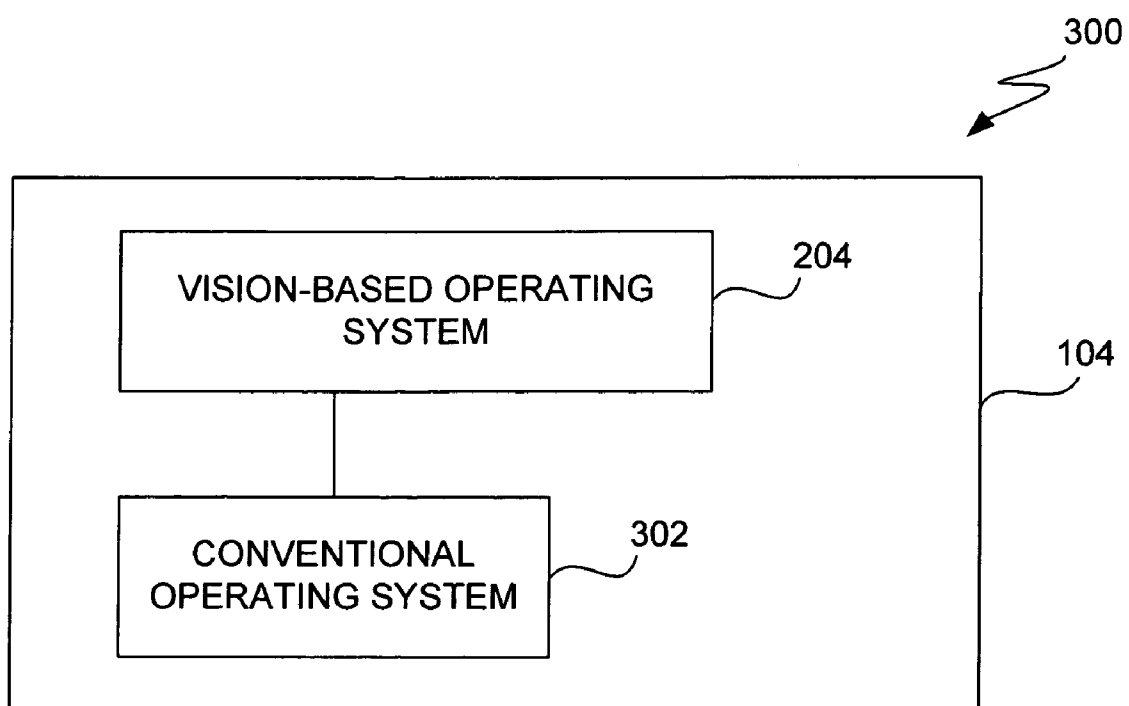 300
VISION-BASED OPERATING
SYSTEM
204
104
CONVENTIONAL
OPERATING SYSTEM
302